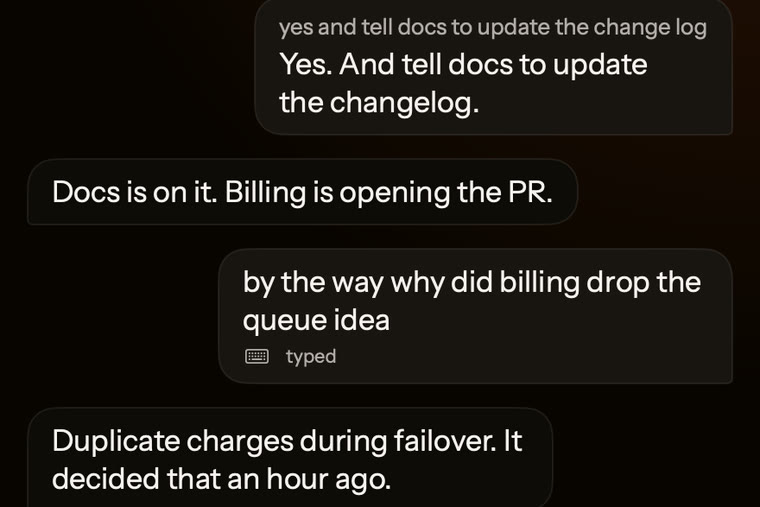 yes and tell docs to update the change log
Yes. And tell docs to update
the changelog.
Docs is on it. Billing is opening the PR.
by the way why did billing drop the
queue idea
typed
Duplicate charges during failover. It
decided that an hour ago.